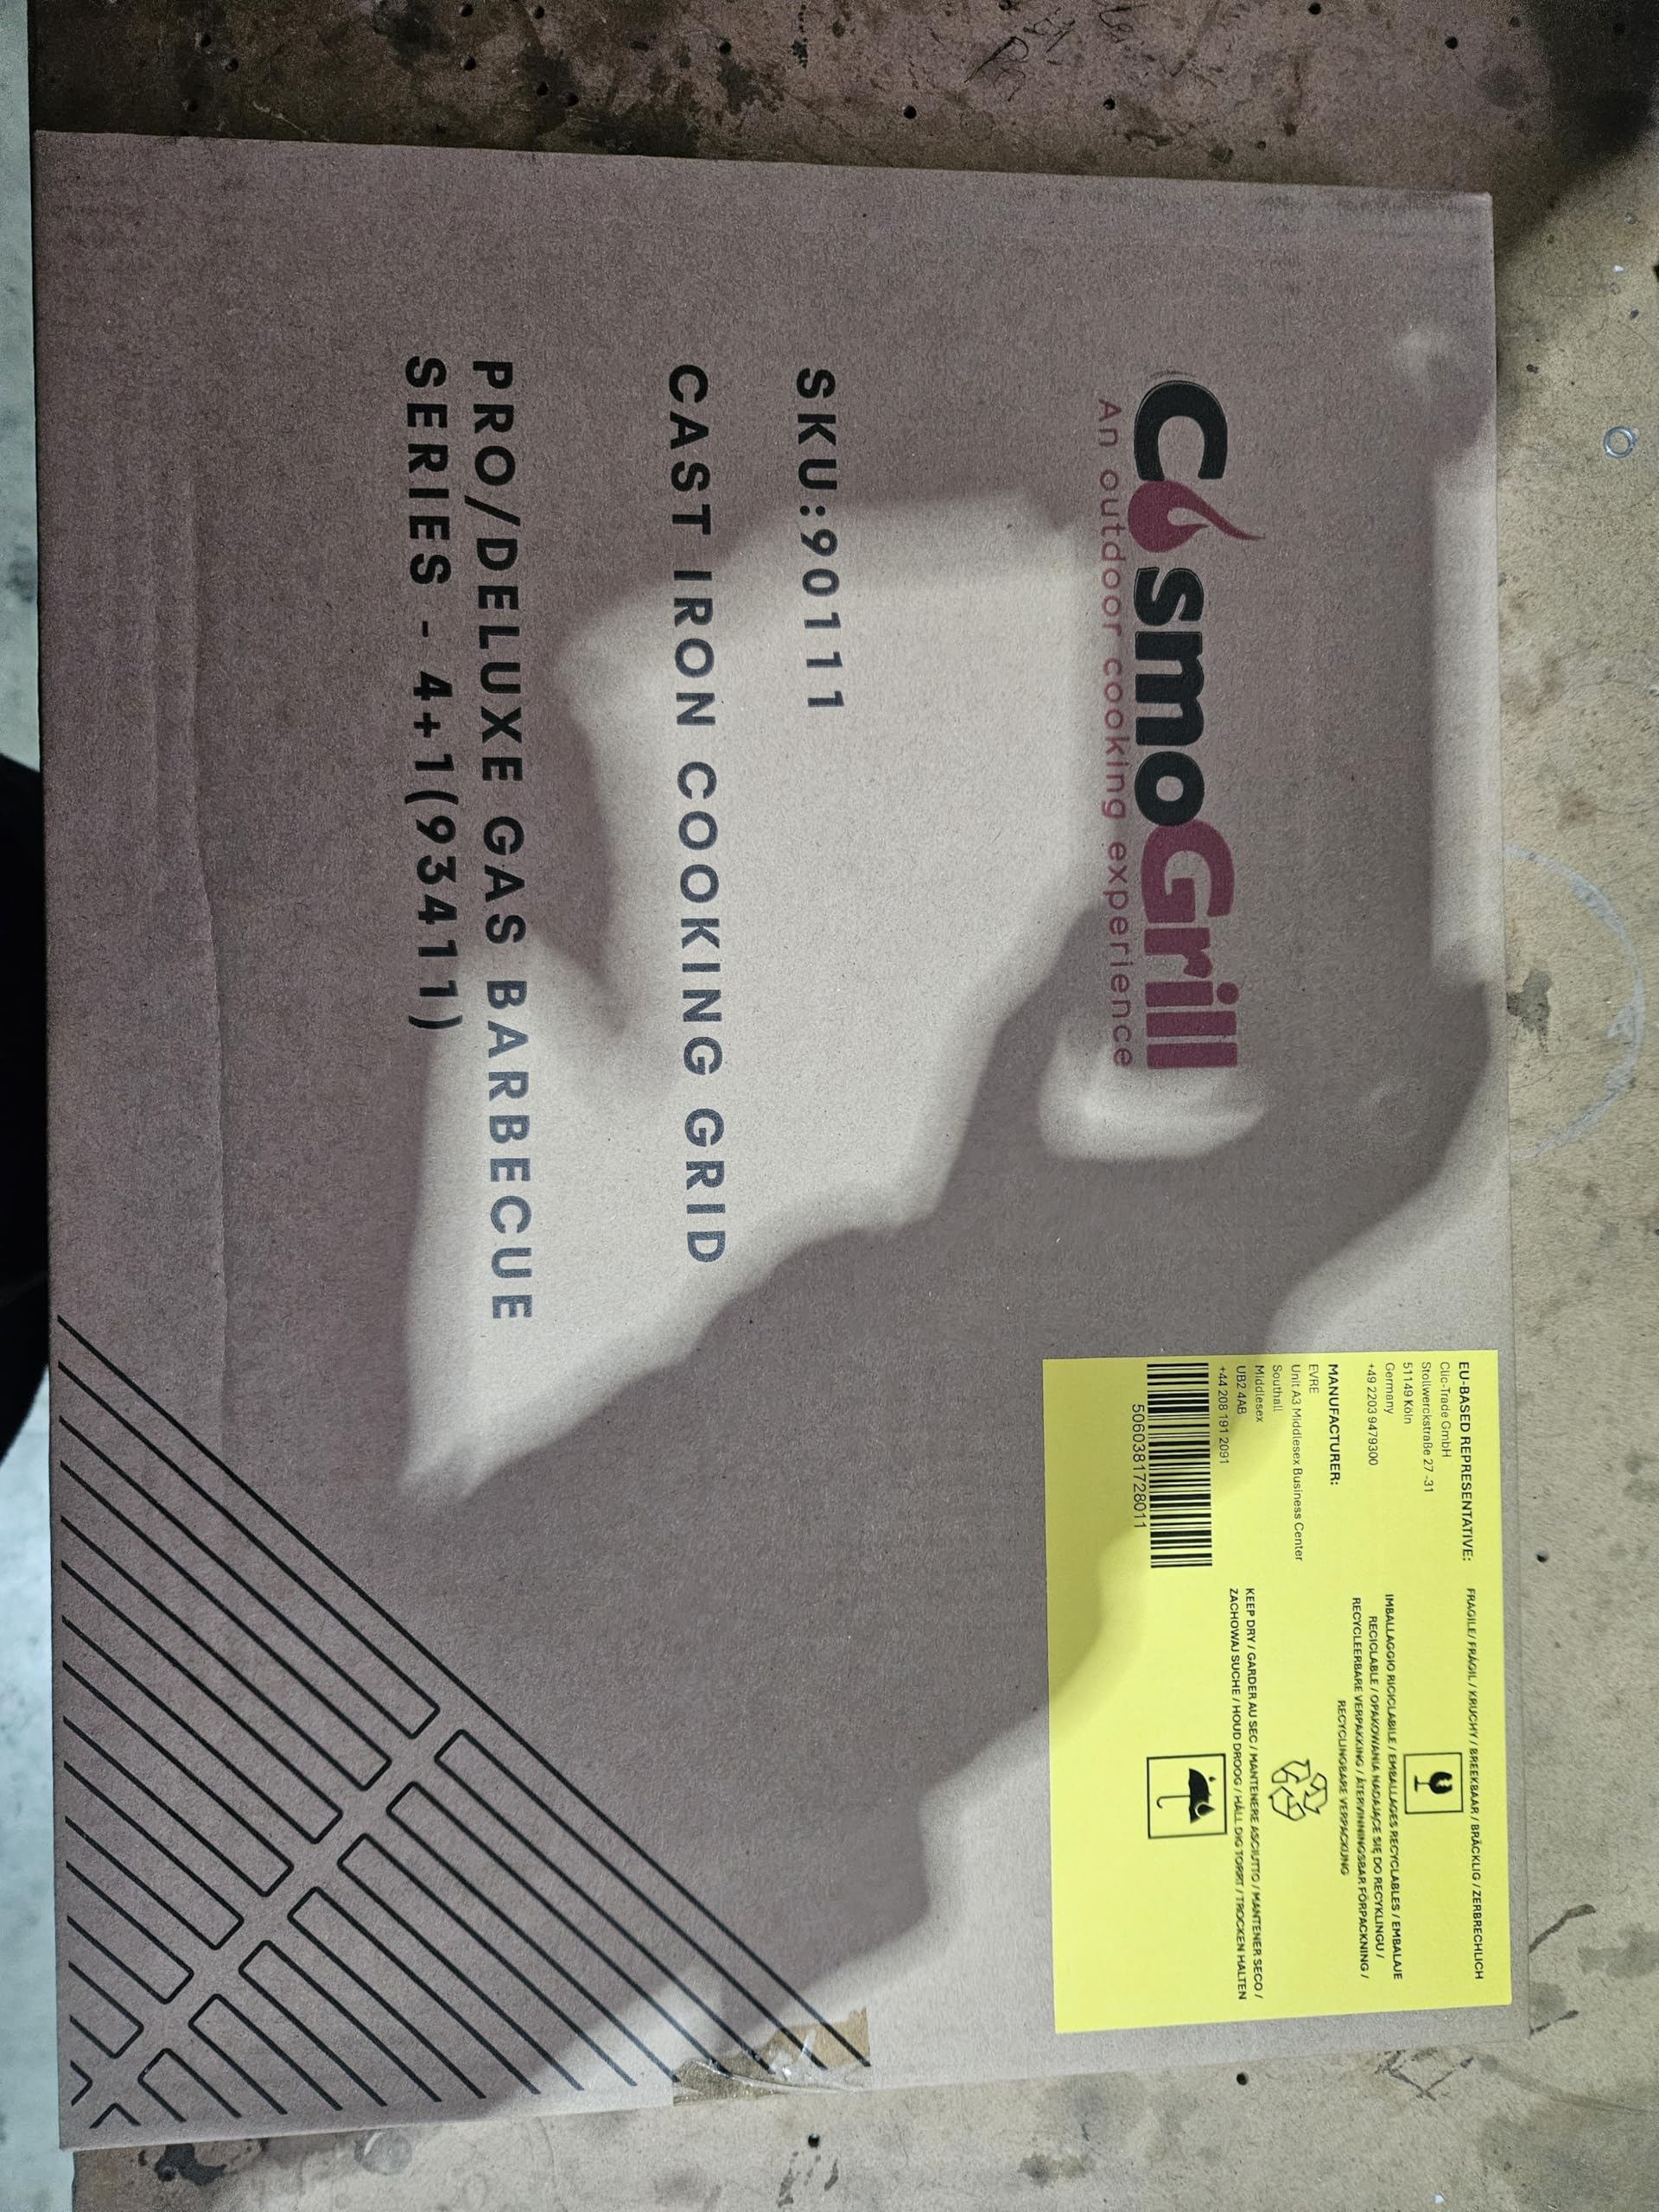 CosmoGrill
An outdoor cooking experience
SKU:90111
CAST IRON COOKING GRID
PRO/DELUXE GAS BARBECUE
SERIES - 4+1(93411)
EU-BASED REPRESENTATIVE:
Clic-Trade GmbH
Stollwerckstraße 27 -31
51149 Köln
Germany
+49 2203 9479300
MANUFACTURER:
EVRE
Unit A3 Middlesex Business Center
Southall
Middlesex
UB2 4AB
+44 208 191 2091
5060381728011
FRAGILE / FRÁGIL / KRUCHY / BREEKBAAR / BRÄCKLIG / ZERBRECHLICH
IMBALLAGGIO RICICLABILE / EMBALLAGES RECYCLABLES / EMBALAJE
RECICLABLE / OPAKOWANIA NADAJĄCE SIĘ DO RECYKLINGU /
RECYCLEERBARE VERPAKKING / ÅTERVINNINGSBAR FÖRPACKNING /
RECYCLINGBARE VERPACKUNG
KEEP DRY / GARDER AU SEC / MANTENERE ASCIUTTO / MANTENER SECO /
ZACHOWAJ SUCHE / HOUD DROOG / HÅLL DIG TORRT / TROCKEN HALTEN